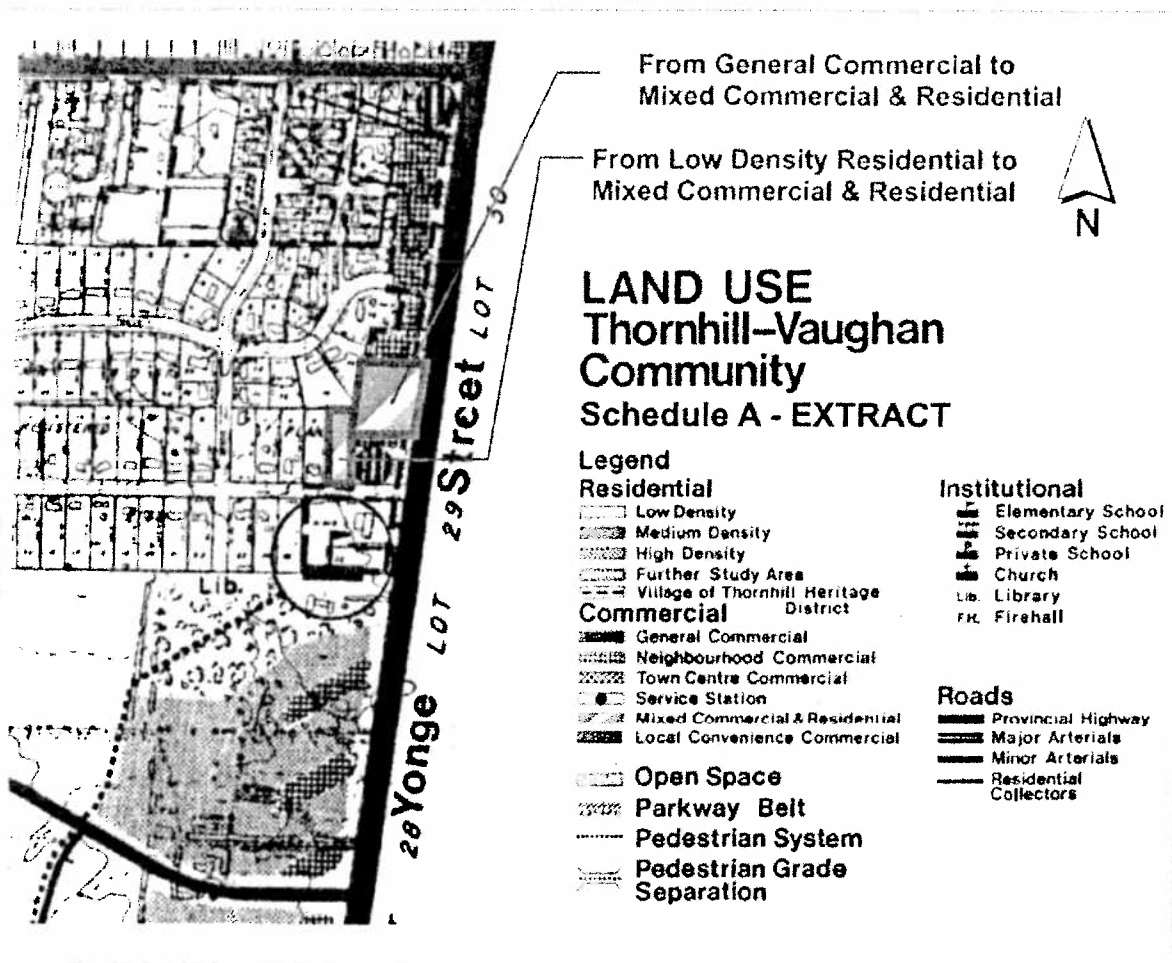 From General Commercial to
Mixed Commercial & Residential
From Low Density Residential to
Mixed Commercial & Residential
N
LAND USE
Thornhill–Vaughan
Community
Schedule A - EXTRACT
Legend
Residential
Low Density
Medium Density
High Density
Further Study Area
Village of Thornhill Heritage
District
Commercial
General Commercial
Neighbourhood Commercial
Town Centre Commercial
Service Station
Mixed Commercial & Residential
Local Convenience Commercial
Open Space
Parkway Belt
Pedestrian System
Pedestrian Grade
Separation
Institutional
Elementary School
Secondary School
Private School
Church
Lib. Library
F.H. Firehall
Roads
Provincial Highway
Major Arterials
Minor Arterials
Residential
Collectors
LOT 30
Street
29
LOT
Yonge
28
Lib.